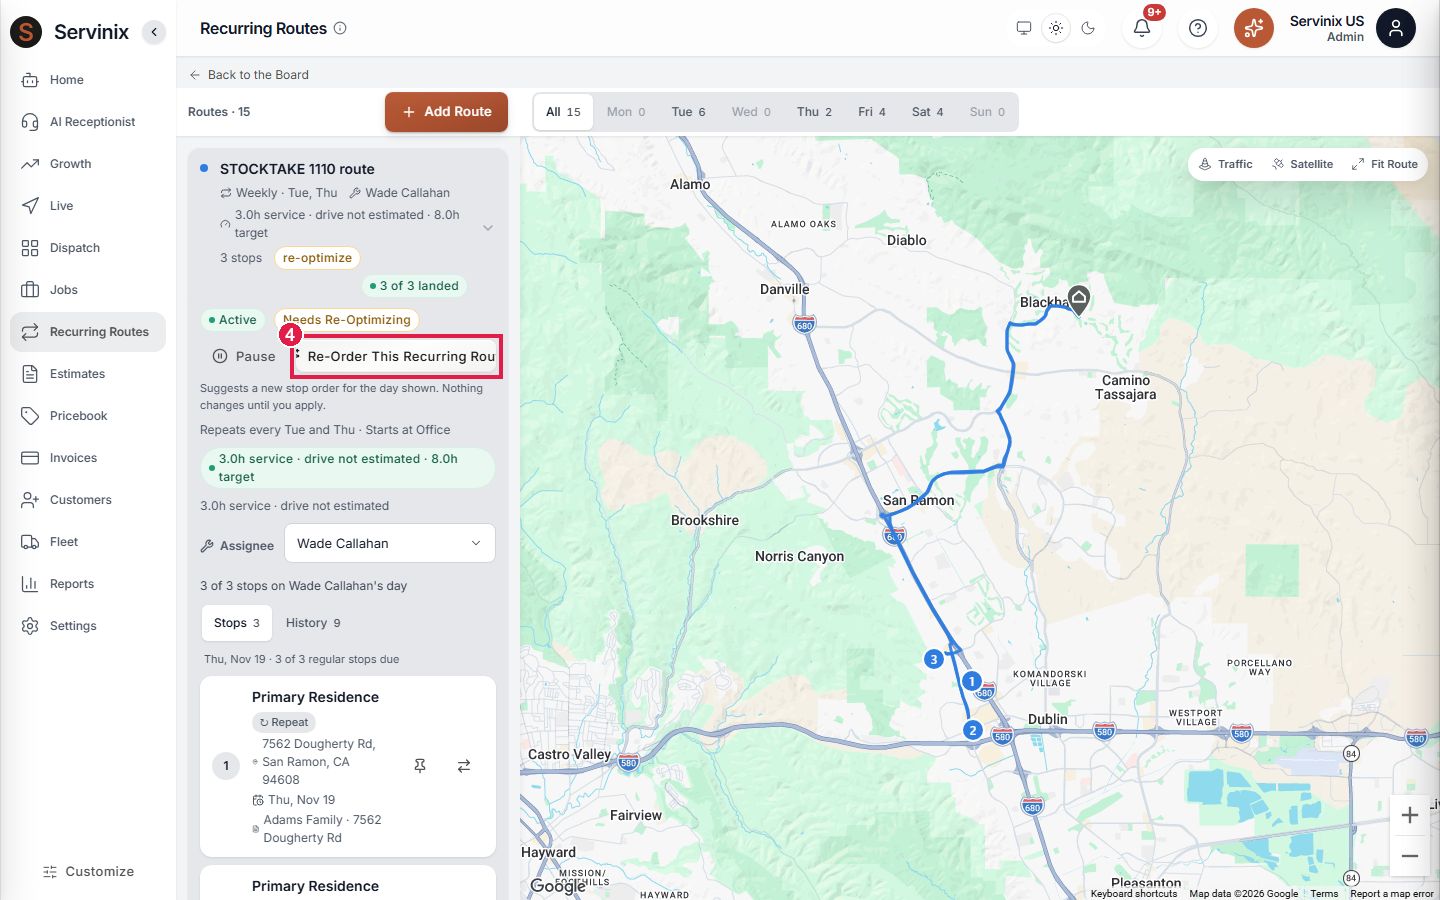 Servinix
Recurring Routes
9+
Servinix US
Admin
Home
AI Receptionist
Growth
Live
Dispatch
Jobs
Recurring Routes
Estimates
Pricebook
Invoices
Customers
Fleet
Reports
Settings
Customize
Back to the Board
Routes · 15
+ Add Route
All 15
Mon 0
Tue 6
Wed 0
Thu 2
Fri 4
Sat 4
Sun 0
STOCKTAKE 1110 route
Weekly · Tue, Thu
Wade Callahan
3.0h service · drive not estimated · 8.0h
target
3 stops
re-optimize
3 of 3 landed
Active
Needs Re-Optimizing
4
Pause
Re-Order This Recurring Rou
Suggests a new stop order for the day shown. Nothing
changes until you apply.
Repeats every Tue and Thu · Starts at Office
3.0h service · drive not estimated · 8.0h
target
3.0h service · drive not estimated
Assignee
Wade Callahan
3 of 3 stops on Wade Callahan's day
Stops 3
History 9
Thu, Nov 19 · 3 of 3 regular stops due
Primary Residence
Repeat
1
7562 Dougherty Rd,
San Ramon, CA
94608
Thu, Nov 19
Adams Family · 7562
Dougherty Rd
Primary Residence
Traffic
Satellite
Fit Route
Alamo
ALAMO OAKS
Diablo
Danville
680
Blackha
Camino
Tassajara
San Ramon
680
Brookshire
Norris Canyon
3
1
680
2
580
KOMANDORSKI
VILLAGE
PORCELLANO
WAY
Dublin
WESTPORT
VILLAGE
580
580
580
Castro Valley
580
84
680
Fairview
Hayward
MISSION/
FOOTHILLS
HAYWARD
84
Pleasanton
Google
Keyboard shortcuts
Map data ©2026 Google
Terms
Report a map error